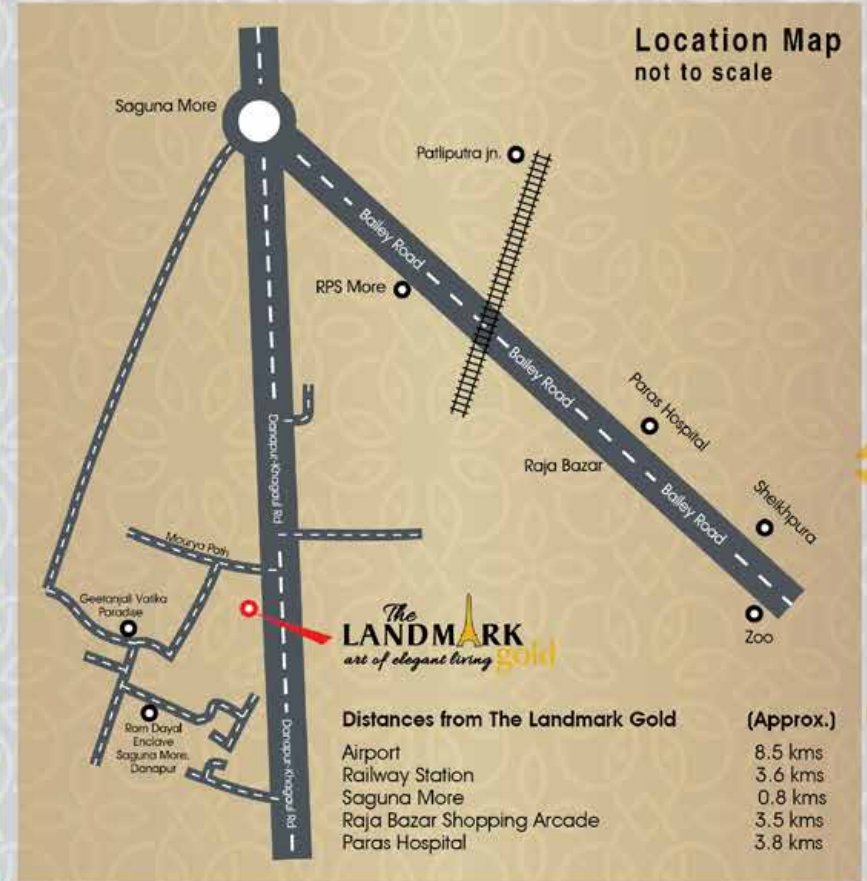 Location Map
not to scale
Saguna More
Patliputra jn.
Bailey Road
RPS More
Bailey Road
Paras Hospital
Raja Bazar
Bailey Road
Sheikhpura
Zoo
Danapur-Khagaul Rd
Mourya Path
Geetanjali Vatika
Paradise
The
LANDMARK
art of elegant living gold
Ram Dayal
Enclave
Saguna More,
Danapur
Danapur-Khagaul Rd
Distances from The Landmark Gold (Approx.)
Airport 8.5 kms
Railway Station 3.6 kms
Saguna More 0.8 kms
Raja Bazar Shopping Arcade 3.5 kms
Paras Hospital 3.8 kms